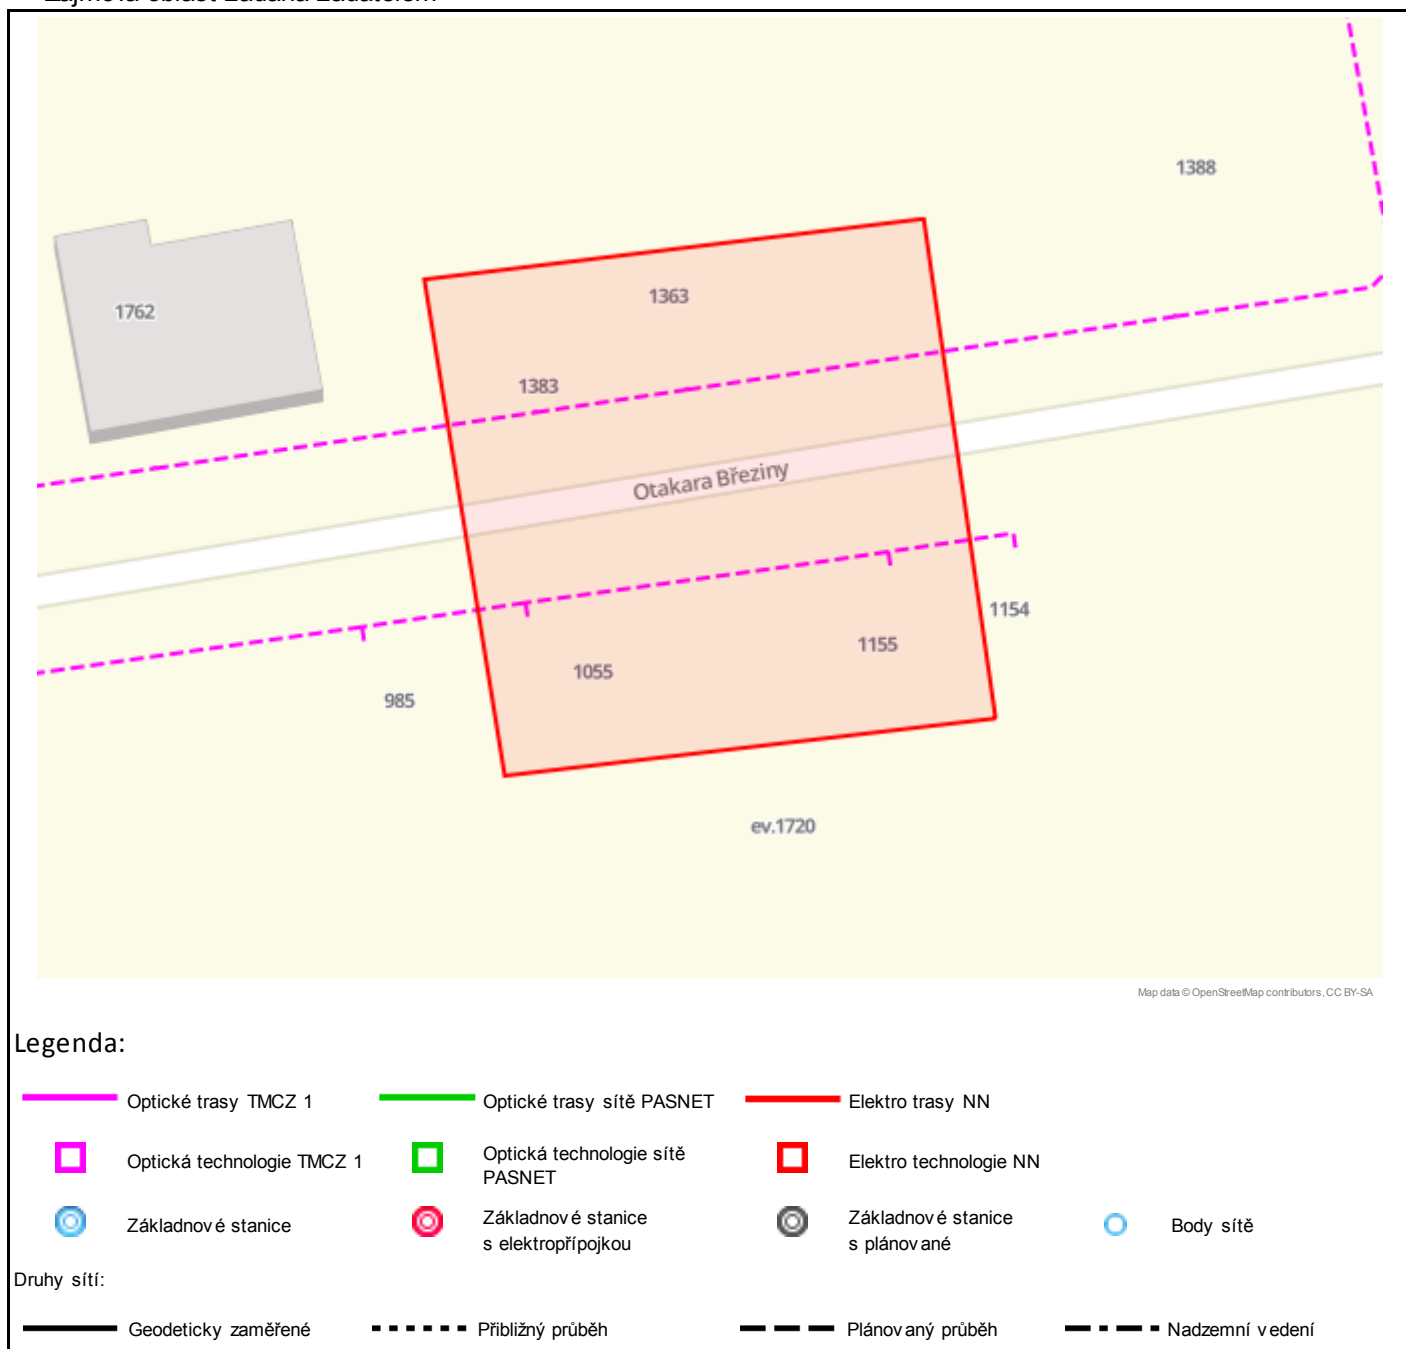 1388
1363
1762
1383
Otakara Březiny
1154
1155
1055
985
ev.1720
Map data © OpenStreetMap contributors, CC BY-SA
Legenda:
Optické trasy TMCZ 1
Optické trasy sítě PASNET
Elektro trasy NN
Optická technologie TMCZ 1
Optická technologie sítě
PASNET
Elektro technologie NN
Základnové stanice
Základnové stanice
s elektropřípojkou
Základnové stanice
s plánované
Body sítě
Druhy sítí:
Geodeticky zaměřené
Přibližný průběh
Plánovaný průběh
Nadzemní vedení